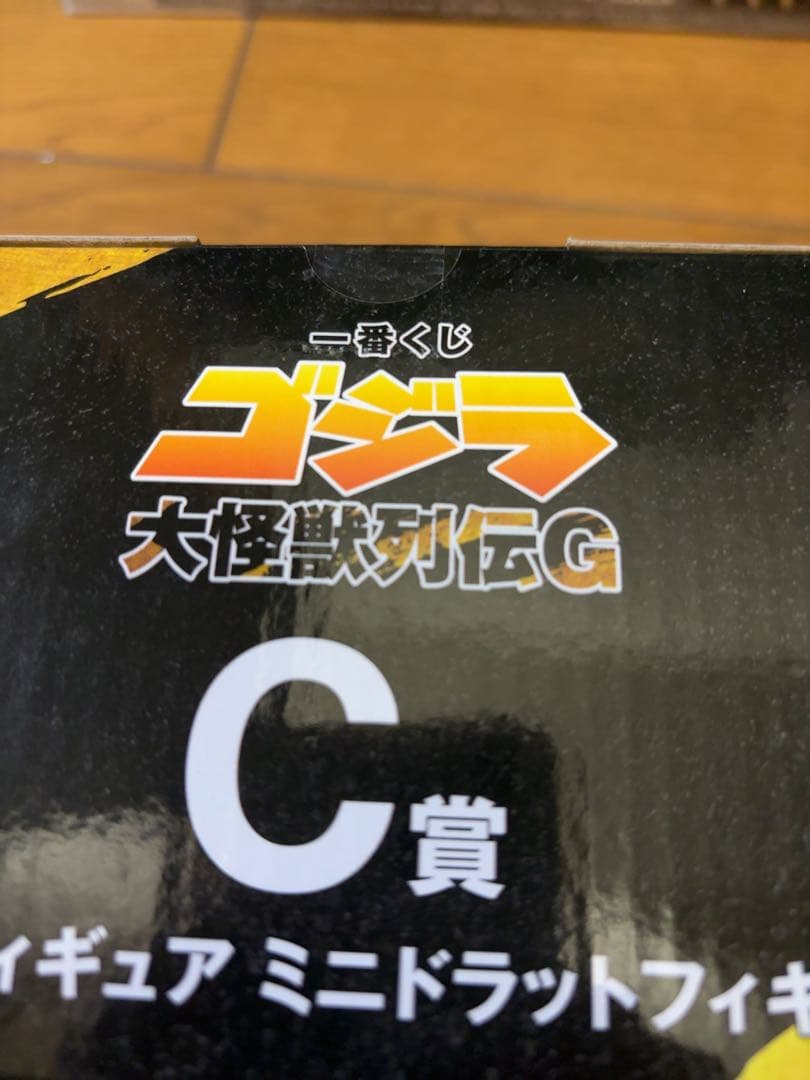 一番くじ
ゴジラ
大怪獣列伝G
C賞
ィギュア ミニドラットフィギ